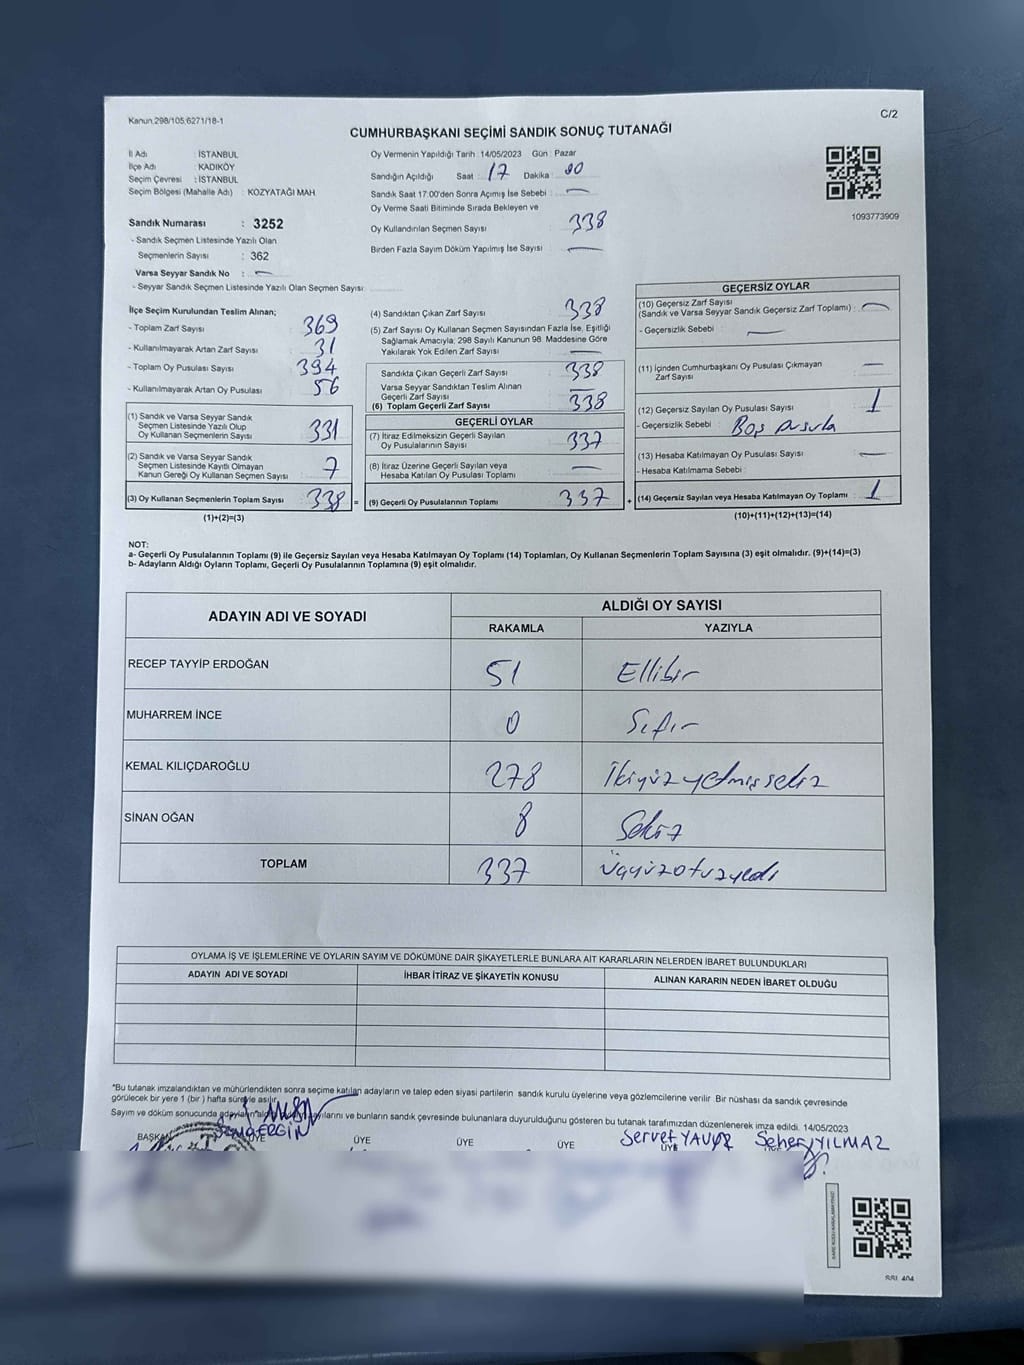 Kanun,298/105,6271/18-1
C/2
CUMHURBAŞKANI SEÇİMİ SANDIK SONUÇ TUTANAĞI
İl Adı : İSTANBUL
İlçe Adı : KADIKÖY
Seçim Çevresi : İSTANBUL
Seçim Bölgesi (Mahalle Adı) : KOZYATAĞI MAH
Sandık Numarası : 3252
- Sandık Seçmen Listesinde Yazılı Olan
Seçmenlerin Sayısı : 362
Varsa Seyyar Sandık No : —
- Seyyar Sandık Seçmen Listesinde Yazılı Olan Seçmen Sayısı:
Oy Vermenin Yapıldığı Tarih :14/05/2023 Gün : Pazar
Sandığın Açıldığı Saat : 17 Dakika :
Sandık Saat 17:00'den Sonra Açımış İse Sebebi : —
Oy Verme Saati Bitiminde Sırada Bekleyen ve
Oy Kullandırılan Seçmen Sayısı : 338
Birden Fazla Sayım Döküm Yapılmış İse Sayısı : —
1093773909
İlçe Seçim Kurulundan Teslim Alınan;
- Toplam Zarf Sayısı : 369
- Kullanılmayarak Artan Zarf Sayısı : 31
- Toplam Oy Pusulası Sayısı : 394
- Kullanılmayarak Artan Oy Pusulası : 56
(1) Sandık ve Varsa Seyyar Sandık
Seçmen Listesinde Yazılı Olup
Oy Kullanan Seçmenlerin Sayısı : 331
(2) Sandık ve Varsa Seyyar Sandık
Seçmen Listesinde Kayıtlı Olmayan
Kanun Gereği Oy Kullanan Seçmen Sayısı : 7
(3) Oy Kullanan Seçmenlerin Toplam Sayısı : 338 =
(1)+(2)=(3)
(4) Sandıktan Çıkan Zarf Sayısı : 338
(5) Zarf Sayısı Oy Kullanan Seçmen Sayısından Fazla İse, Eşitliği
Sağlamak Amacıyla; 298 Sayılı Kanunun 98. Maddesine Göre
Yakılarak Yok Edilen Zarf Sayısı : —
Sandıkta Çıkan Geçerli Zarf Sayısı : 338
Varsa Seyyar Sandıktan Teslim Alınan
Geçerli Zarf Sayısı : —
(6) Toplam Geçerli Zarf Sayısı : 338
GEÇERLİ OYLAR
(7) İtiraz Edilmeksizin Geçerli Sayılan
Oy Pusulalarının Sayısı : 337
(8) İtiraz Üzerine Geçerli Sayılan veya
Hesaba Katılan Oy Pusulası Toplamı : —
(9) Geçerli Oy Pusulalarının Toplamı : 337 +
GEÇERSİZ OYLAR
(10) Geçersiz Zarf Sayısı
(Sandık ve Varsa Seyyar Sandık Geçersiz Zarf Toplamı) : —
- Geçersizlik Sebebi : —
(11) İçinden Cumhurbaşkanı Oy Pusulası Çıkmayan
Zarf Sayısı : —
(12) Geçersiz Sayılan Oy Pusulası Sayısı : 1
- Geçersizlik Sebebi : Boş pusula
(13) Hesaba Katılmayan Oy Pusulası Sayısı : —
- Hesaba Katılmama Sebebi :
(14) Geçersiz Sayılan veya Hesaba Katılmayan Oy Toplamı : 1
(10)+(11)+(12)+(13)=(14)
NOT:
a- Geçerli Oy Pusulalarının Toplamı (9) ile Geçersiz Sayılan veya Hesaba Katılmayan Oy Toplamı (14) Toplamları, Oy Kullanan Seçmenlerin Toplam Sayısına (3) eşit olmalıdır. (9)+(14)=(3)
b- Adayların Aldığı Oyların Toplamı, Geçerli Oy Pusulalarının Toplamına (9) eşit olmalıdır.
ADAYIN ADI VE SOYADI
ALDIĞI OY SAYISI
RAKAMLA YAZIYLA
RECEP TAYYİP ERDOĞAN 51 Ellibir
MUHARREM İNCE 0 Sıfır
KEMAL KILIÇDAROĞLU 278 İkiyüzyetmişsekiz
SİNAN OĞAN 8 Sekiz
TOPLAM 337 Üçyüzotuzyedi
OYLAMA İŞ VE İŞLEMLERİNE VE OYLARIN SAYIM VE DÖKÜMÜNE DAİR ŞİKAYETLERLE BUNLARA AİT KARARLARIN NELERDEN İBARET BULUNDUKLARI
ADAYIN ADI VE SOYADI İHBAR İTİRAZ VE ŞİKAYETİN KONUSU ALINAN KARARIN NEDEN İBARET OLDUĞU
*Bu tutanak imzalandıktan ve mühürlendikten sonra seçime katılan adayların ve talep eden siyasi partilerin sandık kurulu üyelerine veya gözlemcilerine verilir. Bir nüshası da sandık çevresinde
görülecek bir yere 1 (bir ) hafta süreyle asılır.
Sayım ve döküm sonucunda adayların aldıkları oy sayılarını ve bunların sandık çevresinde bulunanlara duyurulduğunu gösteren bu tutanak tarafımızdan düzenlenerek imza edildi. 14/05/2023
ERGİN Servet YAVUZ Seher YILMAZ
BAŞKAN ÜYE ÜYE ÜYE ÜYE ÜYE